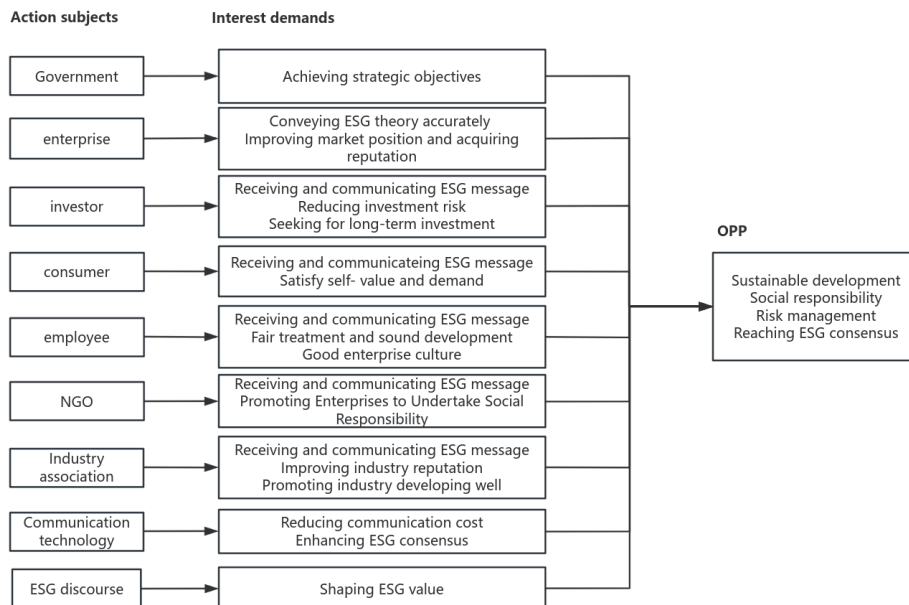 Action subjects
Interest demands
Government
Achieving strategic objectives
enterprise
Conveying ESG theory accurately
Improving market position and acquiring
reputation
investor
Receiving and communicating ESG message
Reducing investment risk
Seeking for long-term investment
consumer
Receiving and communicateing ESG message
Satisfy self- value and demand
employee
Receiving and communicating ESG message
Fair treatment and sound development
Good enterprise culture
NGO
Receiving and communicating ESG message
Promoting Enterprises to Undertake Social
Responsibility
Industry
association
Receiving and communicating ESG message
Improving industry reputation
Promoting industry developing well
Communication
technology
Reducing communication cost
Enhancing ESG consensus
ESG discourse
Shaping ESG value
OPP
Sustainable development
Social responsibility
Risk management
Reaching ESG consensus